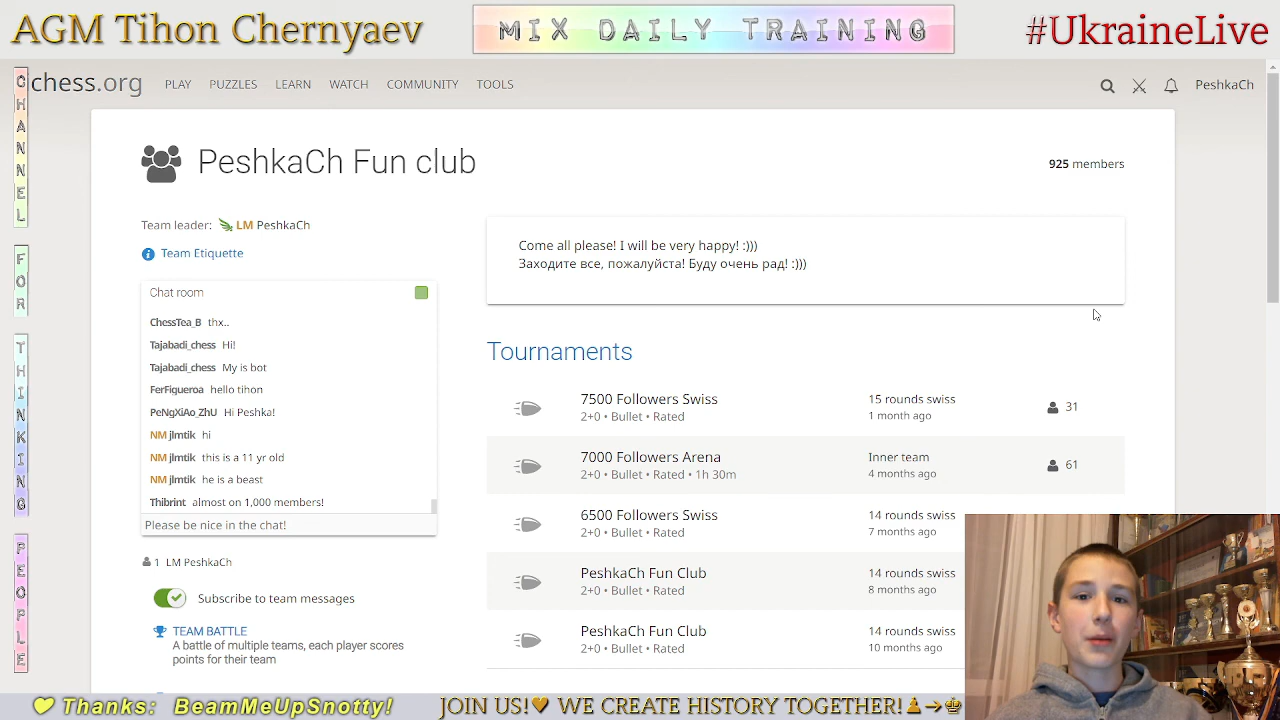 AGM Tihon Chernyaev
MIX DAILY TRAINING
#UkraineLive
CHANNEL
FOR
THINKING
PEOPLE
chess.org
PLAY
PUZZLES
LEARN
WATCH
COMMUNITY
TOOLS
PeshkaCh
PeshkaCh Fun club
925 members
Team leader: LM PeshkaCh
Team Etiquette
Chat room
ChessTea_B thx..
Tajabadi_chess Hi!
Tajabadi_chess My is bot
FerFigueroa hello tihon
PeNgXiAo_ZhU Hi Peshka!
NM jlmtik hi
NM jlmtik this is a 11 yr old
NM jlmtik he is a beast
Thibrint almost on 1,000 members!
Please be nice in the chat!
1 LM PeshkaCh
Subscribe to team messages
TEAM BATTLE
A battle of multiple teams, each player scores
points for their team
Come all please! I will be very happy! :)))
Заходите все, пожалуйста! Буду очень рад! :)))
Tournaments
7500 Followers Swiss
2+0 • Bullet • Rated
15 rounds swiss
1 month ago
31
7000 Followers Arena
2+0 • Bullet • Rated • 1h 30m
Inner team
4 months ago
61
6500 Followers Swiss
2+0 • Bullet • Rated
14 rounds swiss
7 months ago
PeshkaCh Fun Club
2+0 • Bullet • Rated
14 rounds swiss
8 months ago
PeshkaCh Fun Club
2+0 • Bullet • Rated
14 rounds swiss
10 months ago
Thanks: BeamMeUpSnotty!
JOIN US!🧡 WE CREATE HISTORY TOGETHER!♟→♚